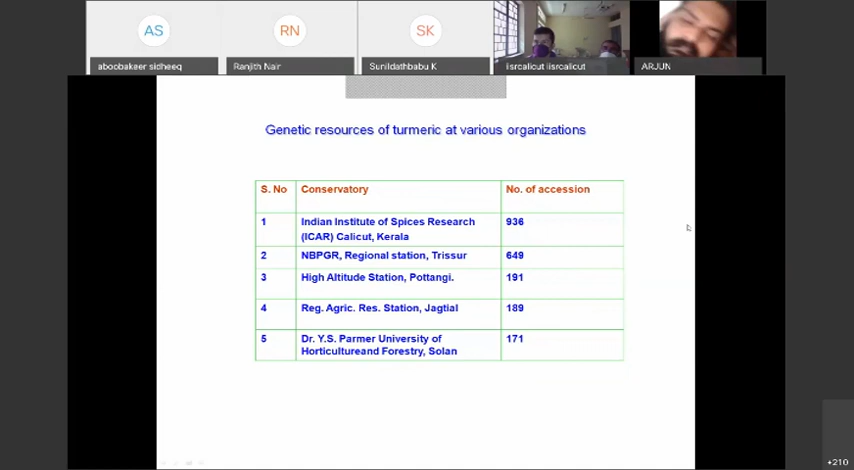 AS
RN
SK
aboobakeer sidheeq
Ranjith Nair
Sunildathbabu K
iisrcalicut iisrcalicut
ARJUN
Genetic resources of turmeric at various organizations
S. No Conservatory No. of accession
1 Indian Institute of Spices Research 936
(ICAR) Calicut, Kerala
2 NBPGR, Regional station, Trissur 649
3 High Altitude Station, Pottangi. 191
4 Reg. Agric. Res. Station, Jagtial 189
5 Dr. Y.S. Parmer University of 171
Horticultureand Forestry, Solan
+210